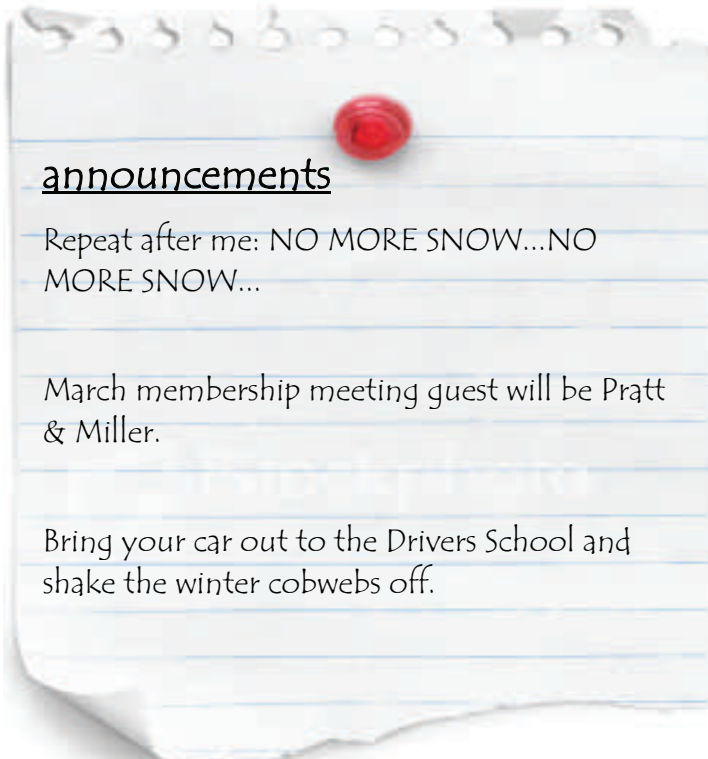 announcements
Repeat after me: NO MORE SNOW...NO
MORE SNOW...
March membership meeting guest will be Pratt
& Miller.
Bring your car out to the Drivers School and
shake the winter cobwebs off.